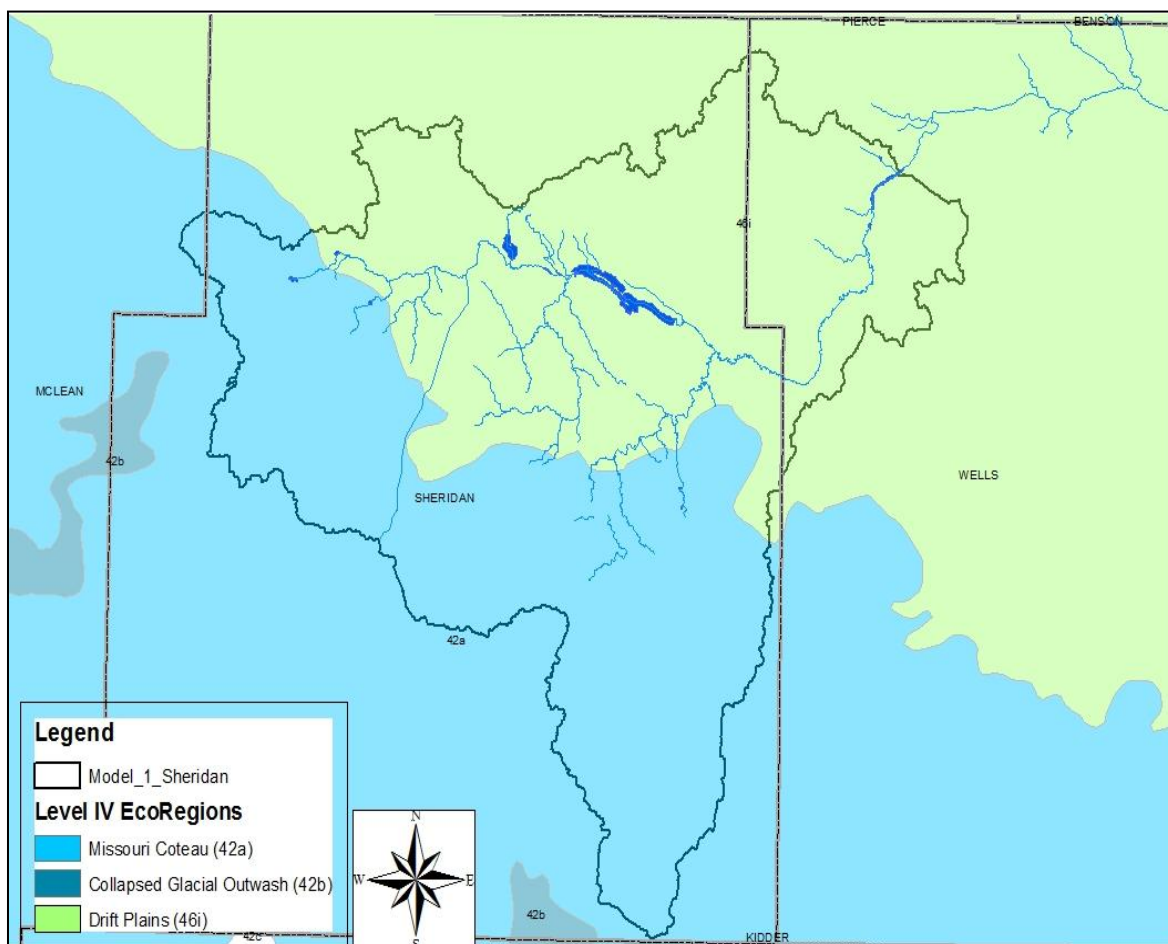 PIERCE
BENSON
46i
MCLEAN
42b
SHERIDAN
WELLS
42a
Legend
Model_1_Sheridan
Level IV EcoRegions
Missouri Coteau (42a)
Collapsed Glacial Outwash (42b)
Drift Plains (46i)
N
W
E
S
42b
42c
KIDDER